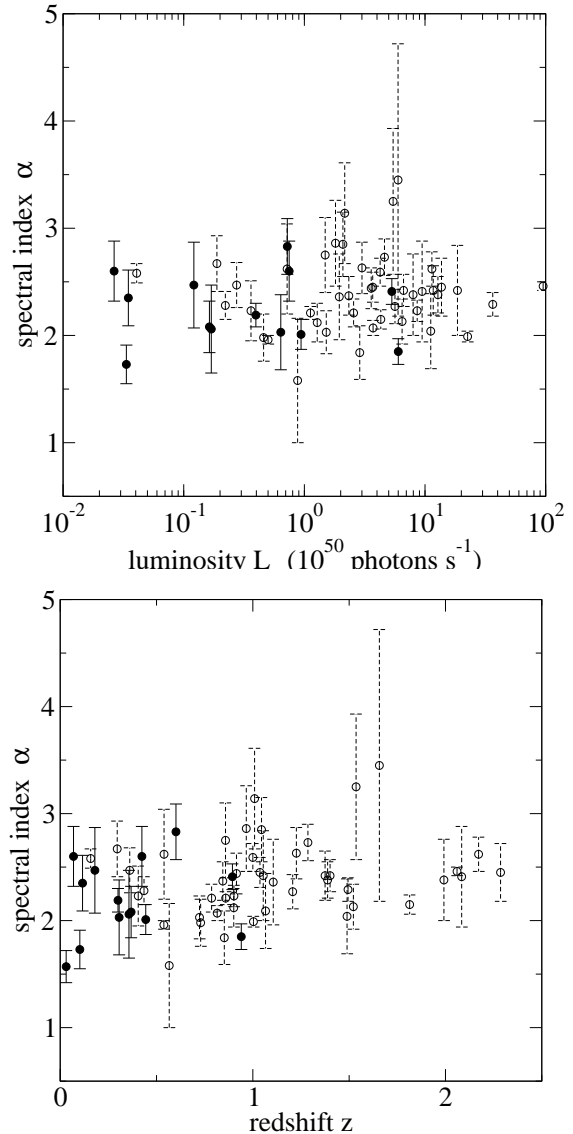 5
4
3
2
1
spectral index α
10^-2 10^-1 10^0 10^1 10^2
luminosity L (10^50 photons s^-1)
5
4
3
2
1
spectral index α
0 1 2
redshift z